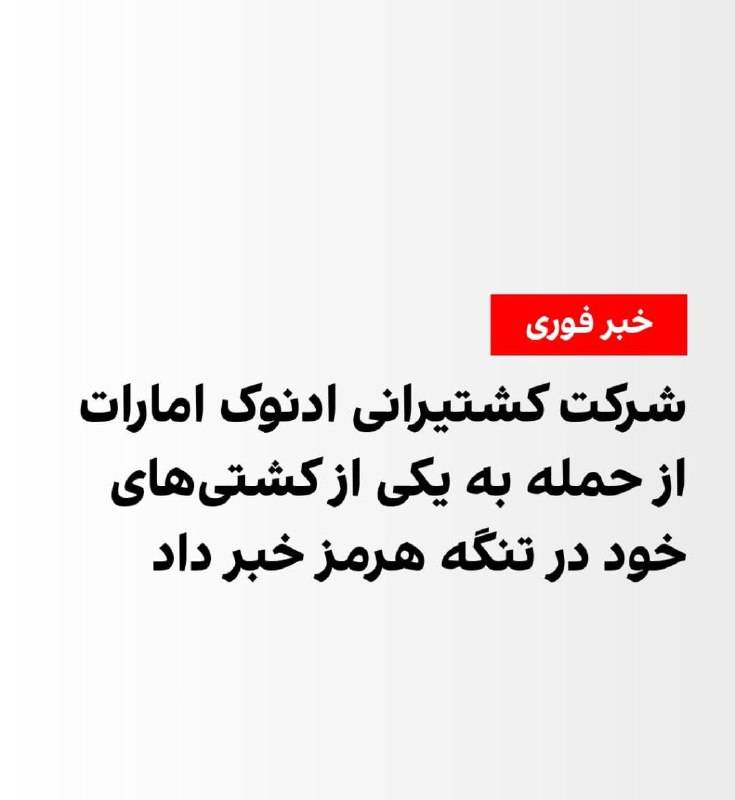 خبر فوری
شرکت کشتیرانی ادنوک امارات
از حمله به یکی از کشتی‌های
خود در تنگه هرمز خبر داد